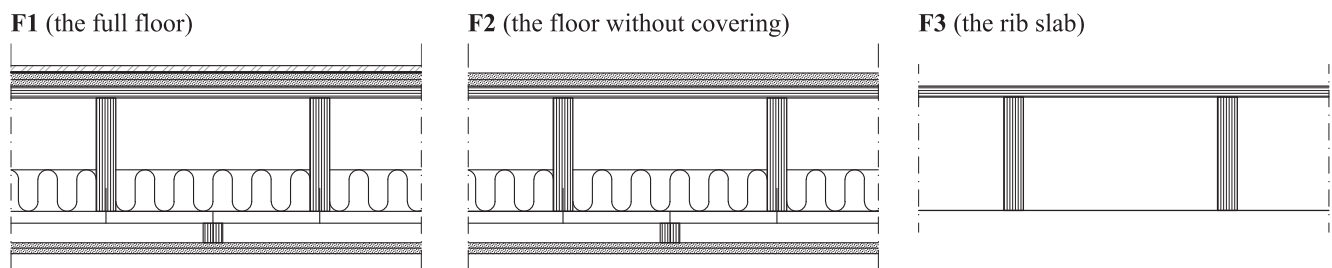 F1 (the full floor)
F2 (the floor without covering)
F3 (the rib slab)